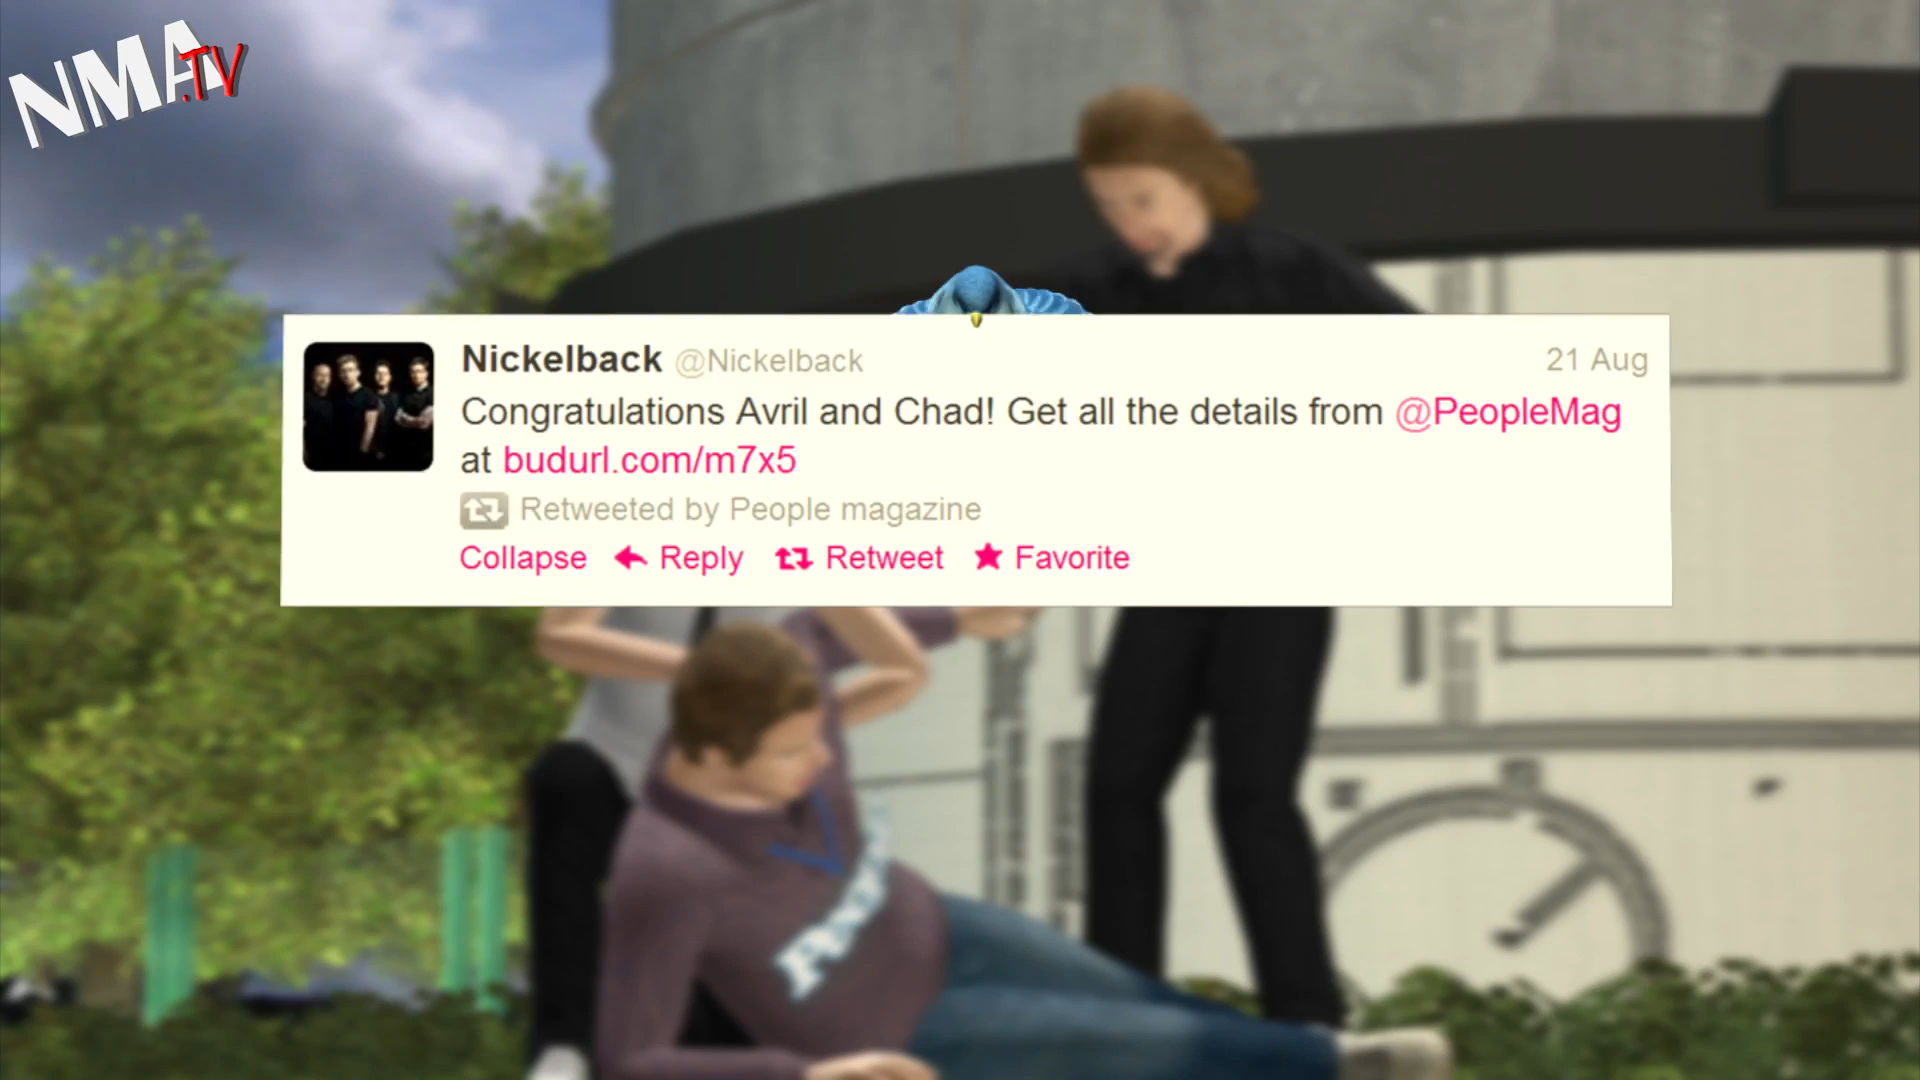 NMA.TV
Nickelback @Nickelback 21 Aug
Congratulations Avril and Chad! Get all the details from @PeopleMag
at budurl.com/m7x5
Retweeted by People magazine
Collapse Reply Retweet Favorite